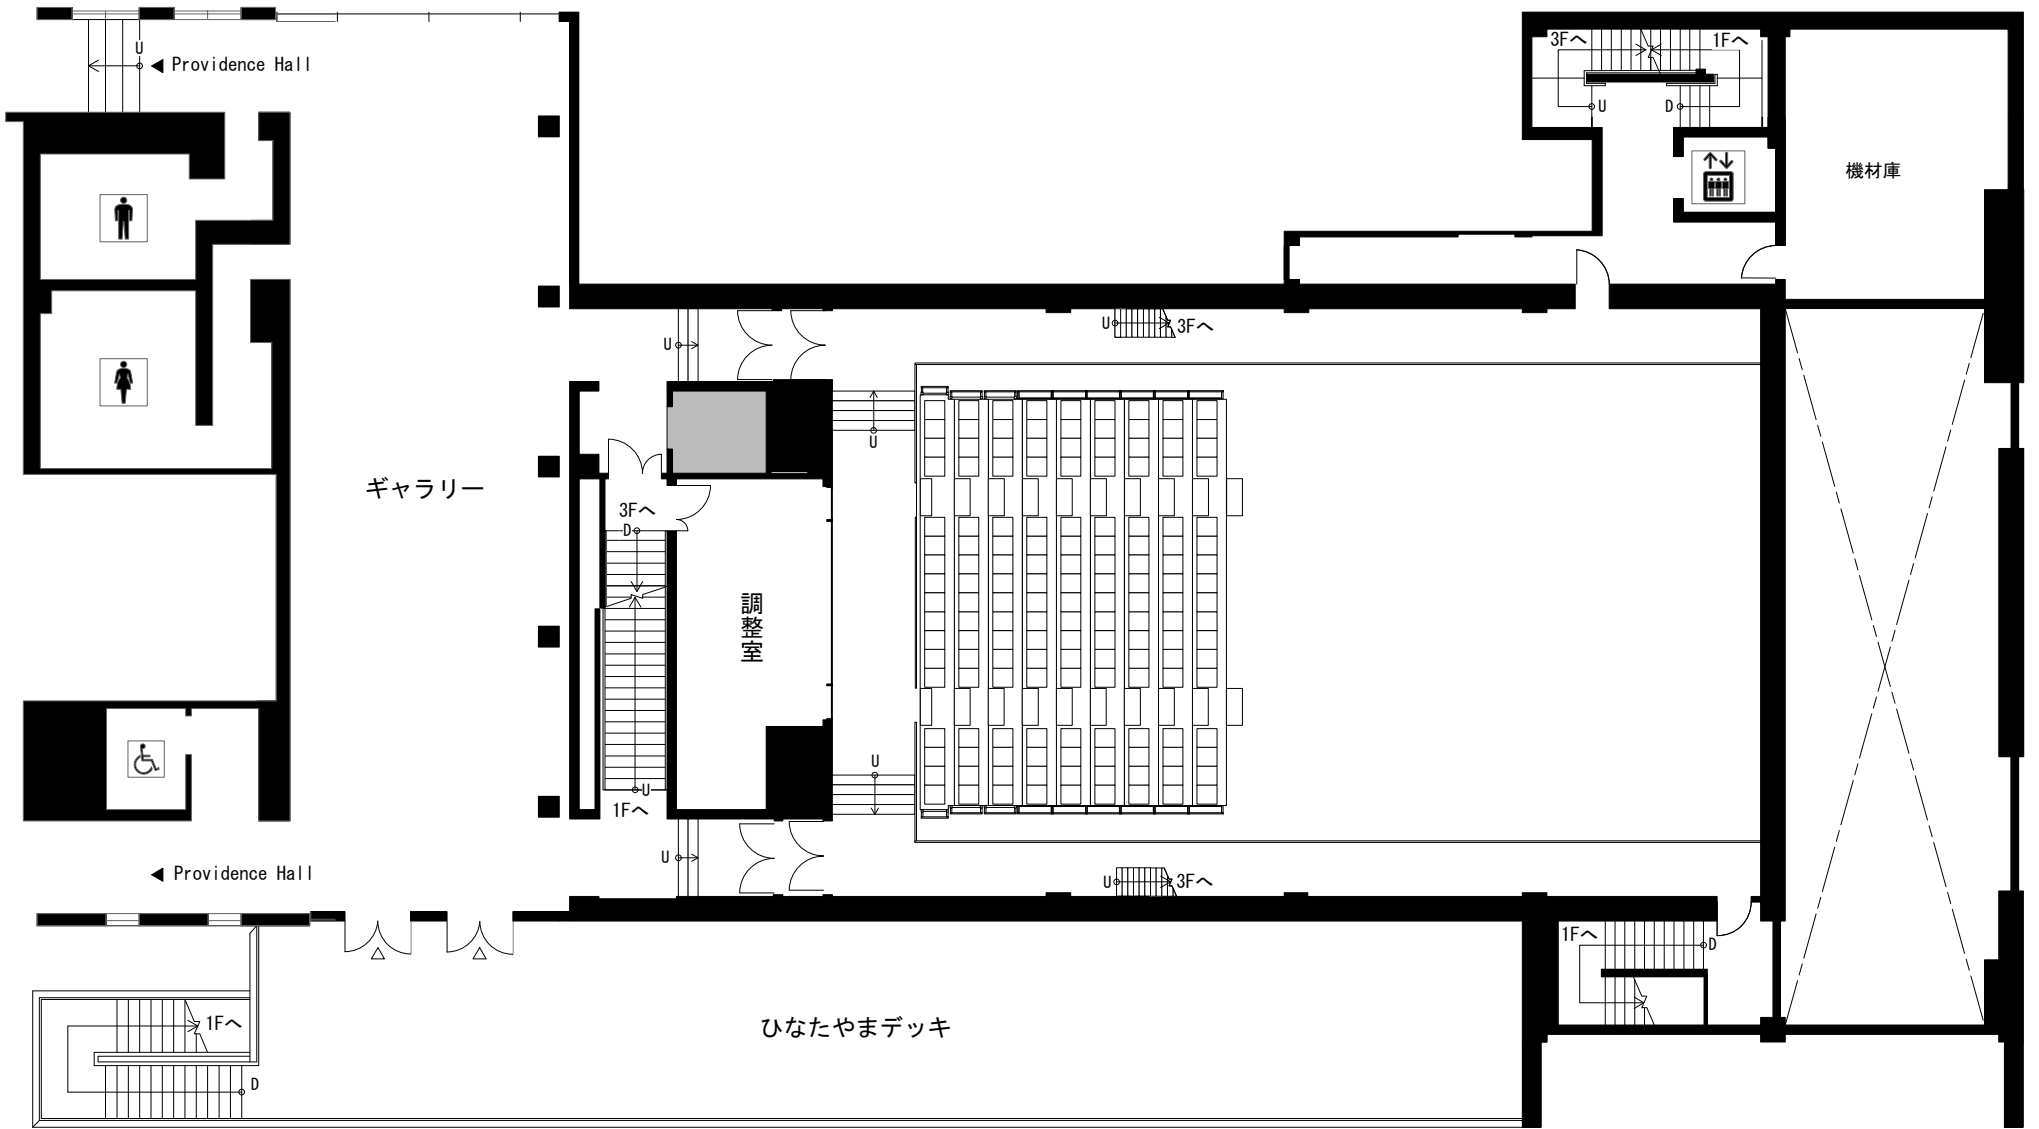 3Fへ
1Fへ
U
◀ Providence Hall
U
D
機材庫
U
3Fへ
U
U
ギャラリー
3Fへ
D
調整室
U
U
1Fへ
U
◀ Providence Hall
U
3Fへ
1Fへ
D
1Fへ
ひなたやまデッキ
D